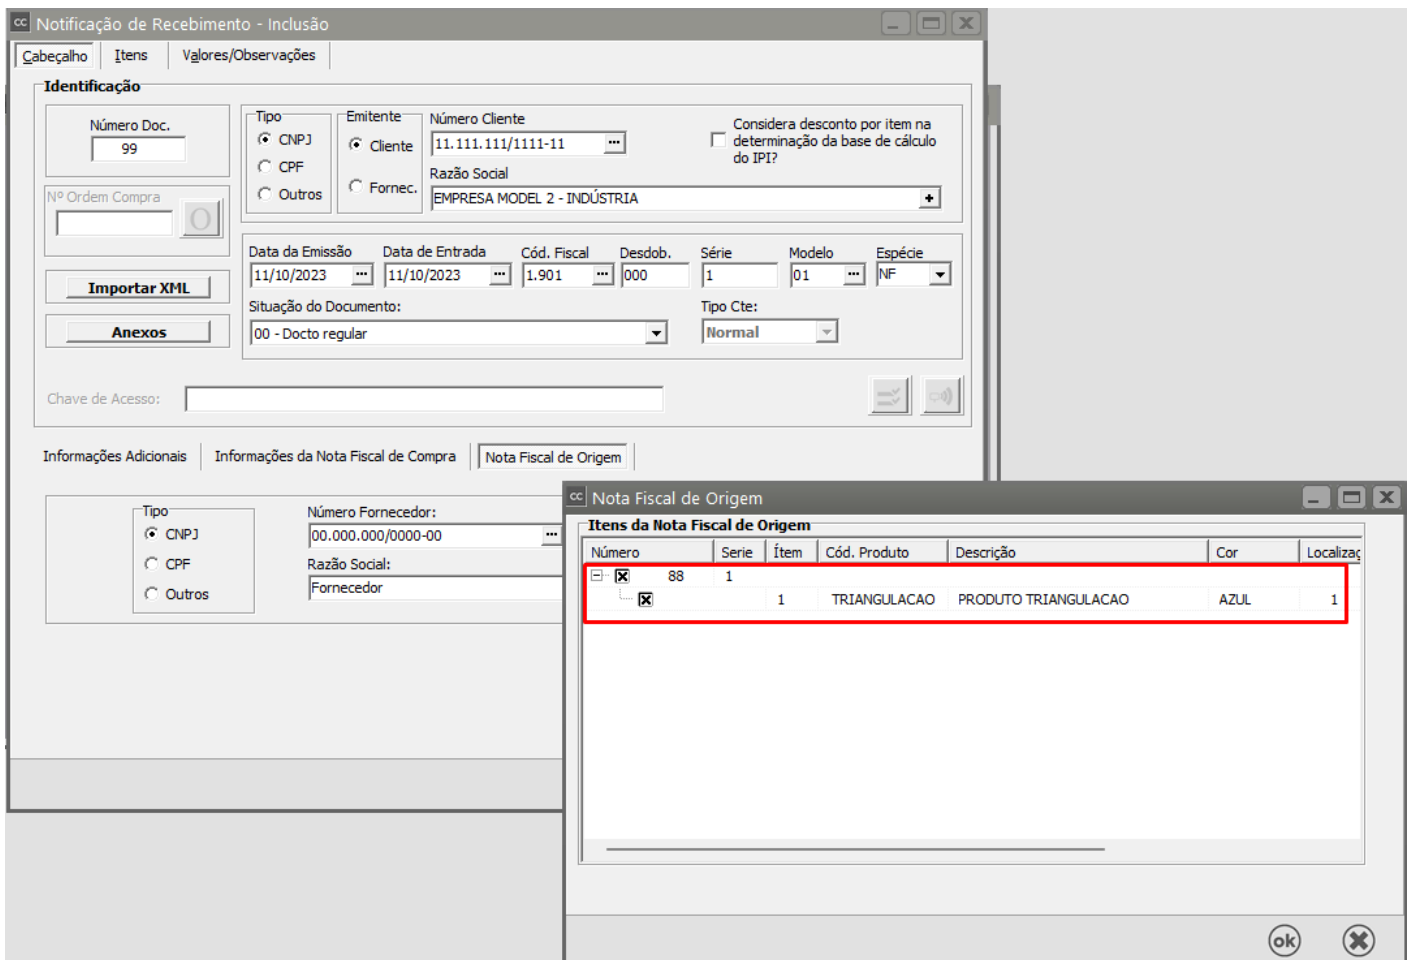 cc Notificação de Recebimento - Inclusão
Cabeçalho Itens Valores/Observações
Identificação
Número Doc.
99
Nº Ordem Compra
O
Importar XML
Anexos
Tipo
CNPJ
CPF
Outros
Emitente
Cliente
Fornec.
Número Cliente
11.111.111/1111-11
Razão Social
EMPRESA MODEL 2 - INDÚSTRIA
Considera desconto por item na
determinação da base de cálculo
do IPI?
Data da Emissão Data de Entrada Cód. Fiscal Desdob. Série Modelo Espécie
11/10/2023 11/10/2023 1.901 000 1 01 NF
Situação do Documento: Tipo Cte:
00 - Docto regular Normal
Chave de Acesso:
Informações Adicionais Informações da Nota Fiscal de Compra Nota Fiscal de Origem
Tipo
CNPJ
CPF
Outros
Número Fornecedor:
00.000.000/0000-00
Razão Social:
Fornecedor
cc Nota Fiscal de Origem
Itens da Nota Fiscal de Origem
Número Serie Ítem Cód. Produto Descrição Cor Localizaç
88 1
1 TRIANGULACAO PRODUTO TRIANGULACAO AZUL 1
ok